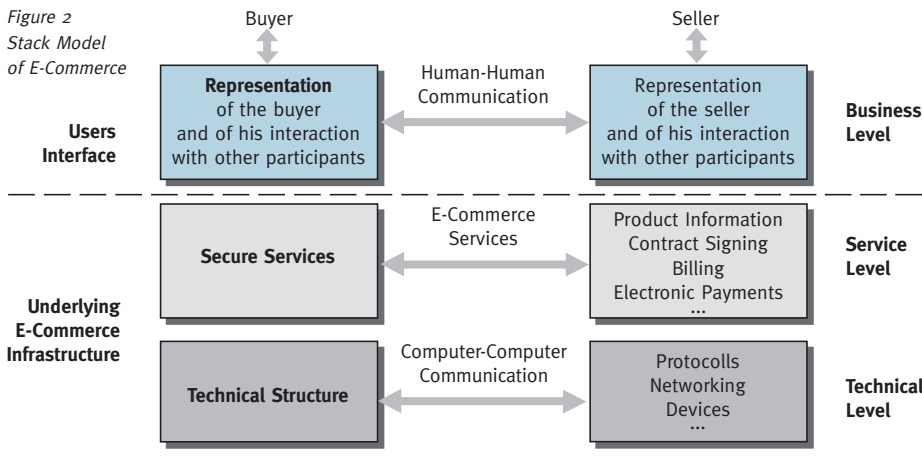 Figure 2
Stack Model
of E-Commerce
Buyer
Seller
Users
Interface
Representation
of the buyer
and of his interaction
with other participants
Human-Human
Communication
Representation
of the seller
and of his interaction
with other participants
Business
Level
Underlying
E-Commerce
Infrastructure
Secure Services
E-Commerce
Services
Product Information
Contract Signing
Billing
Electronic Payments
...
Service
Level
Technical Structure
Computer-Computer
Communication
Protocolls
Networking
Devices
...
Technical
Level